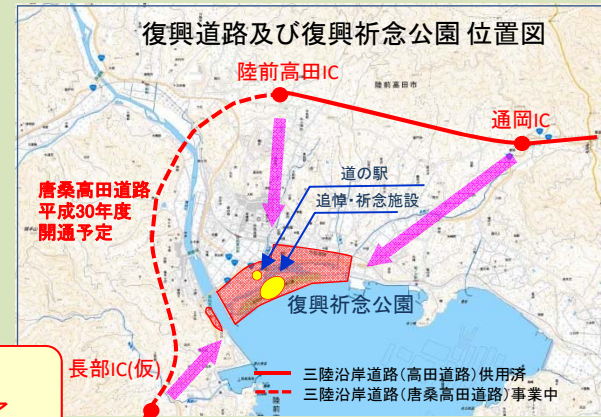 復興道路及び復興祈念公園 位置図
陸前高田IC
陸前高田市
通岡IC
道の駅
追悼・祈念施設
唐桑高田道路
平成30年度
開通予定
復興祈念公園
長部IC(仮)
三陸沿岸道路(高田道路)供用済
三陸沿岸道路(唐桑高田道路)事業中